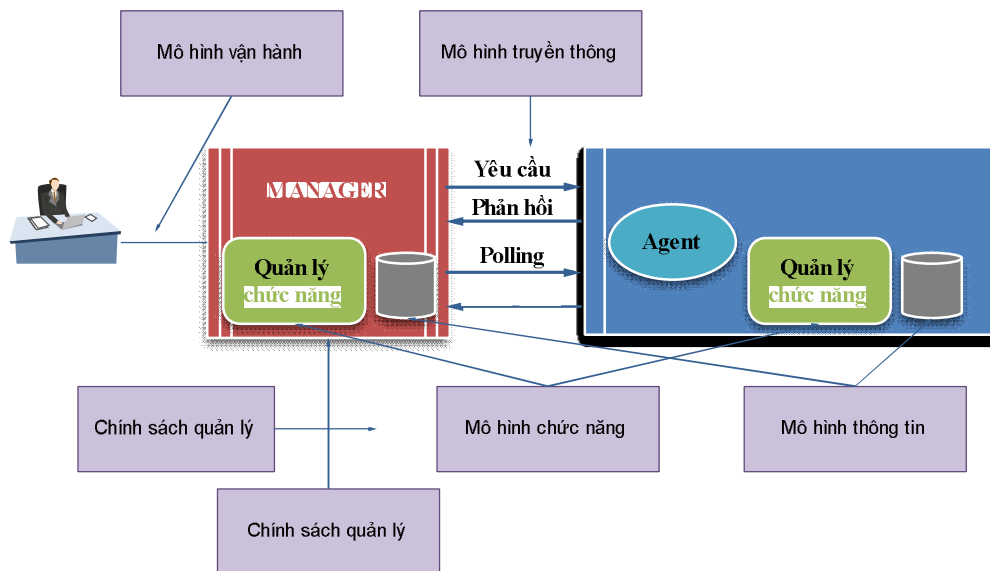 Mô hình vận hành
Mô hình truyền thông
MANAGER
Yêu cầu
Phản hồi
Polling
Agent
Quản lý
chức năng
Quản lý
chức năng
Chính sách quản lý
Mô hình chức năng
Mô hình thông tin
Chính sách quản lý